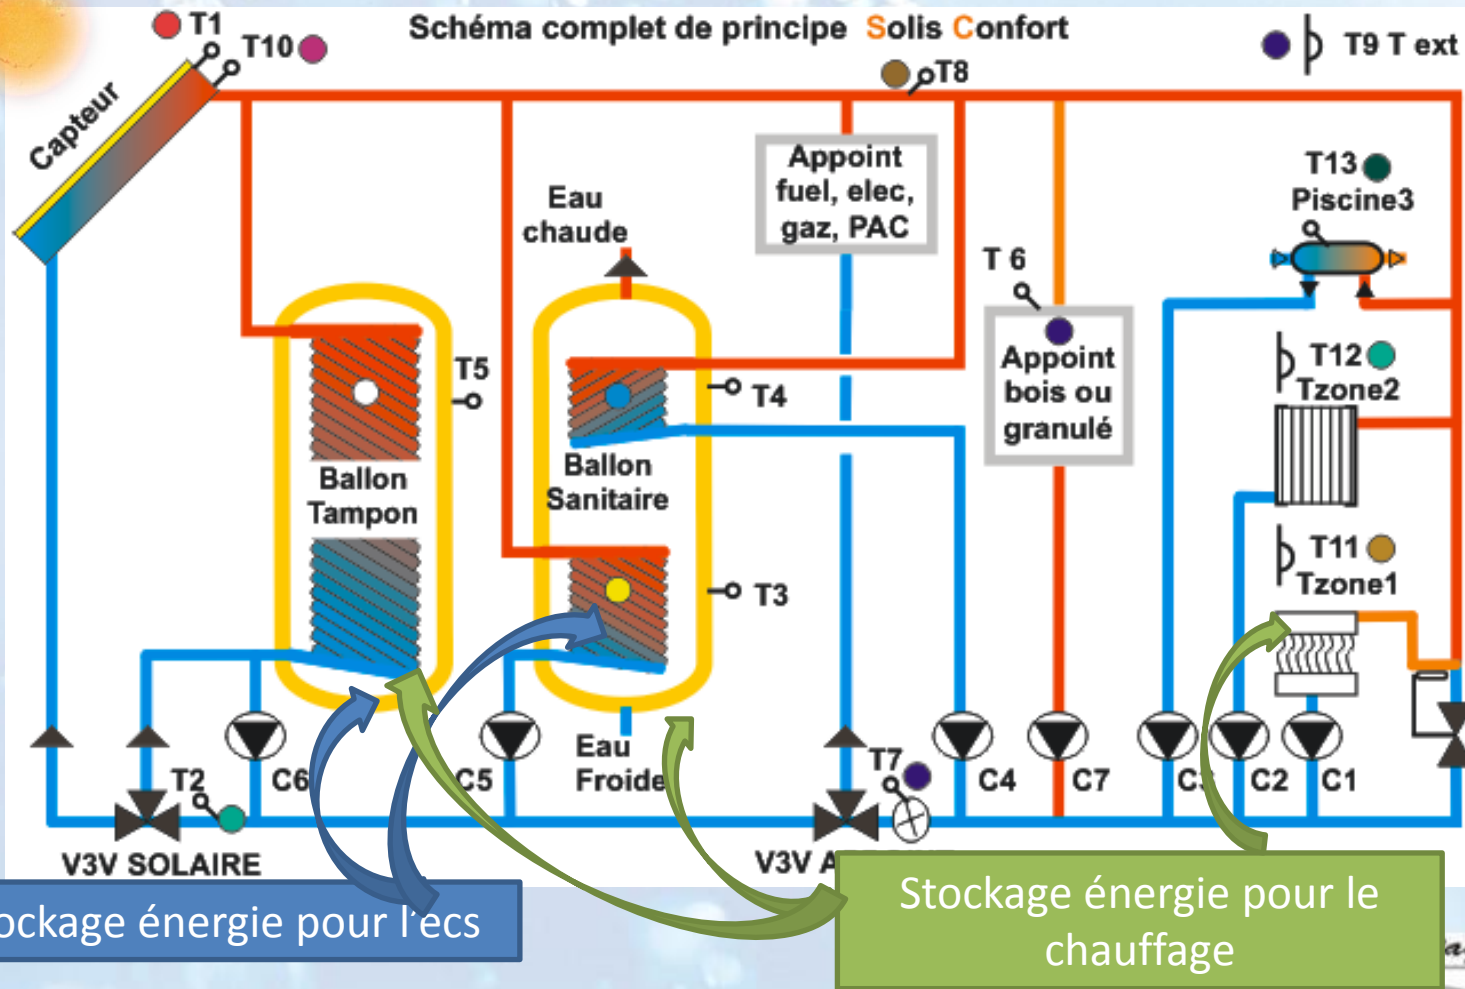 Schéma complet de principe Solis Confort
T1
T10
T8
T9 T ext
Capteur
Appoint
fuel, elec,
gaz, PAC
T13
Piscine3
Eau
chaude
T 6
T5
T4
Appoint
bois ou
granulé
T12
Tzone2
Ballon
Tampon
Ballon
Sanitaire
T11
Tzone1
T3
T2
C6
C5
Eau
Froide
T7
C4
C7
C3
C2
C1
V3V SOLAIRE
V3V
énergie pour l'ecs
Stockage énergie pour le
chauffage